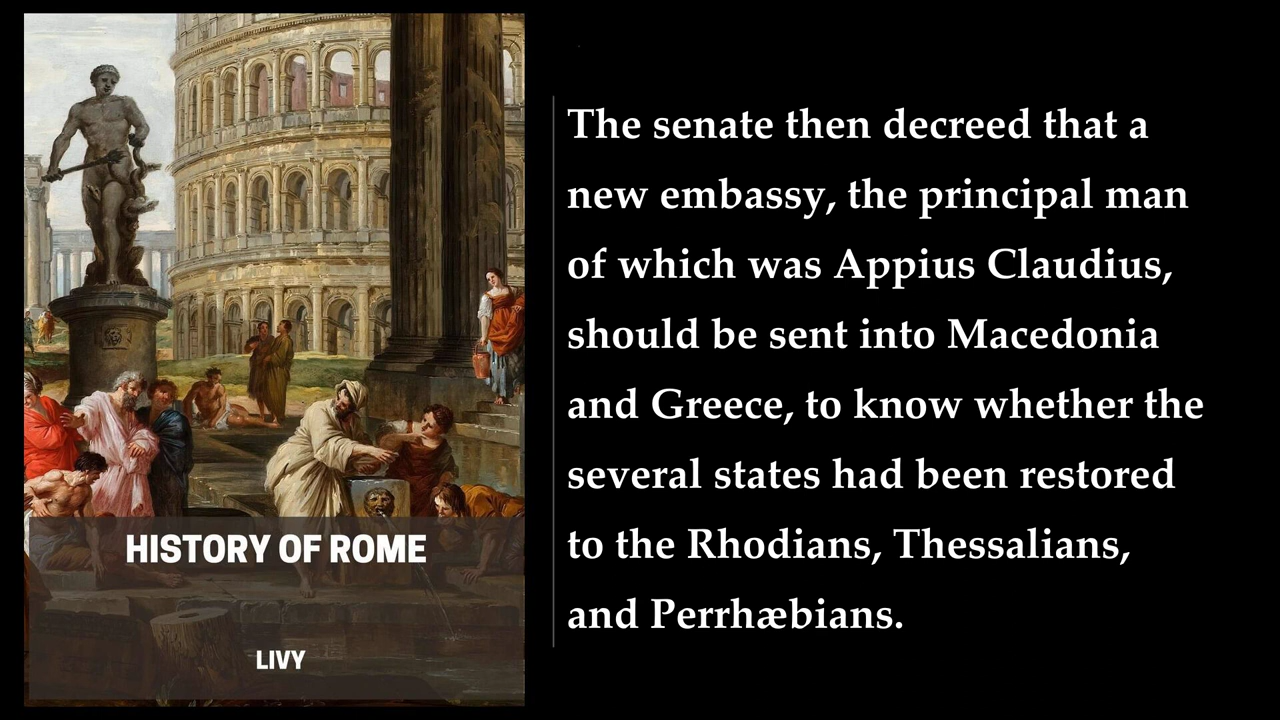 HISTORY OF ROME
LIVY
The senate then decreed that a
new embassy, the principal man
of which was Appius Claudius,
should be sent into Macedonia
and Greece, to know whether the
several states had been restored
to the Rhodians, Thessalians,
and Perrhæbians.